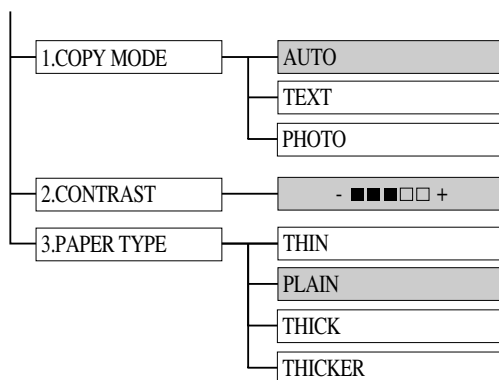 1.COPY MODE
AUTO
TEXT
PHOTO
2.CONTRAST
- ■■■□□ +
3.PAPER TYPE
THIN
PLAIN
THICK
THICKER